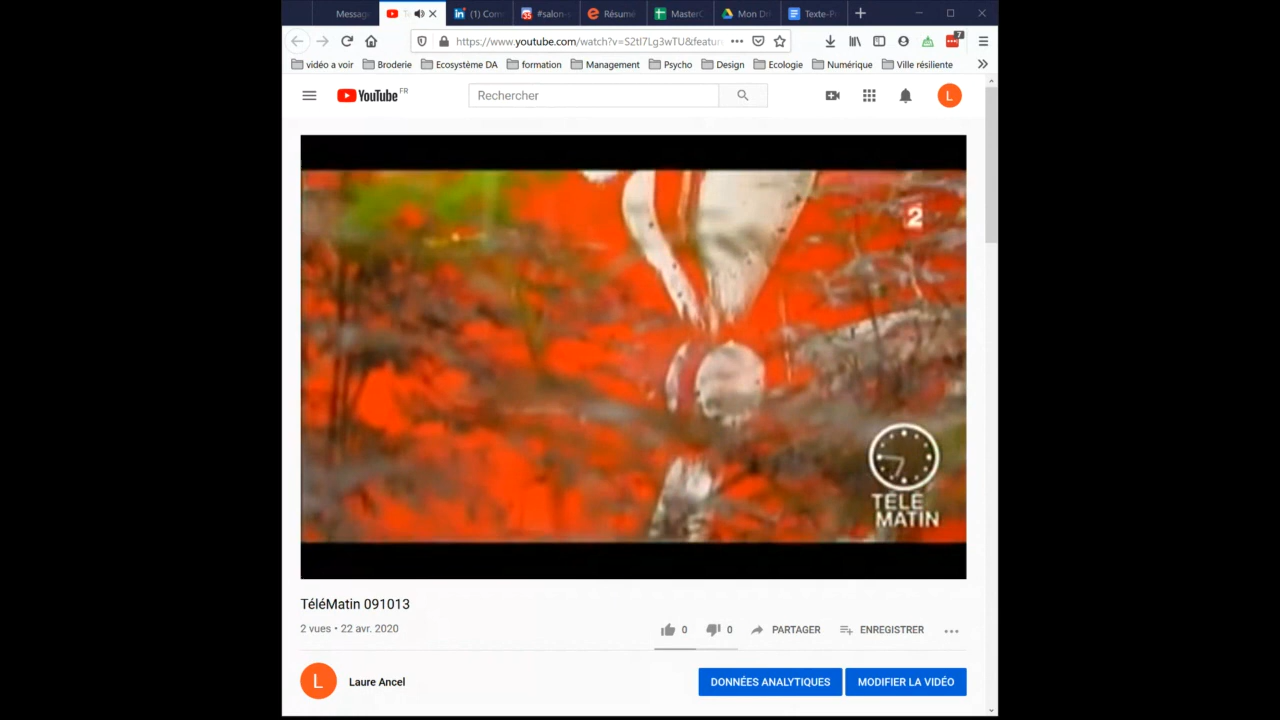 Message
(1) Com
#salon-
Résumé
MasterC
Mon Dr
Texte-P
https://www.youtube.com/watch?v=S2tI7Lg3wTU&featur
7
vidéo a voir
Broderie
Ecosystème DA
formation
Management
Psycho
Design
Ecologie
Numérique
Ville résiliente
YouTube FR
Rechercher
L
2
TÉLÉ
MATIN
TéléMatin 091013
2 vues • 22 avr. 2020
0
0
PARTAGER
ENREGISTRER
L
Laure Ancel
DONNÉES ANALYTIQUES
MODIFIER LA VIDÉO